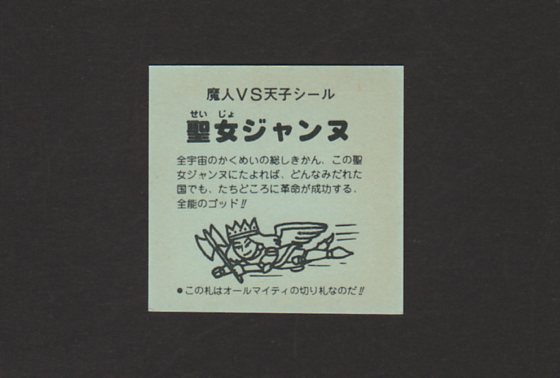 魔人VS天子シール
せいじょ
聖女ジャンヌ
全宇宙のかくめいの総しきかん、この聖
女ジャンヌにたよれば、どんなみだれた
国でも、たちどころに革命が成功する、
全能のゴッド!!
●この札はオールマイティの切り札なのだ!!